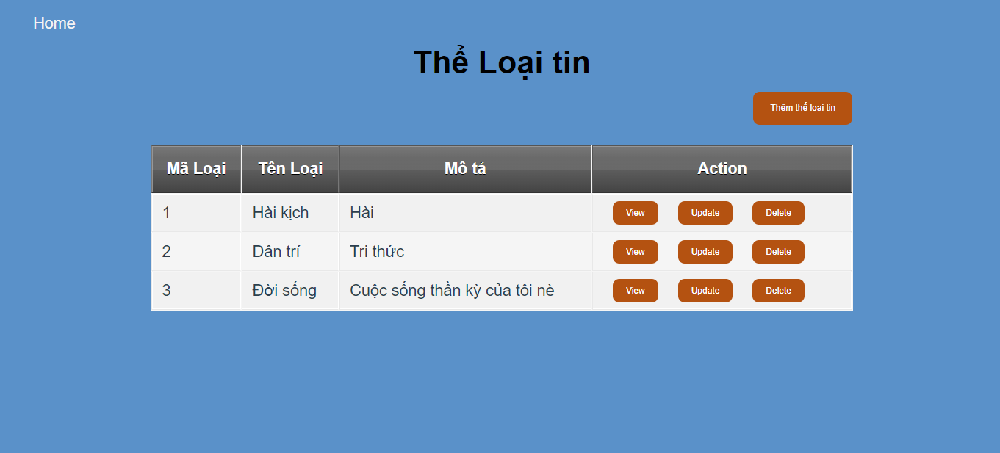 Home
Thể Loại tin
Thêm thể loại tin
Mã Loại Tên Loại Mô tả Action
1 Hài kịch Hài View Update Delete
2 Dân trí Tri thức View Update Delete
3 Đời sống Cuộc sống thần kỳ của tôi nè View Update Delete